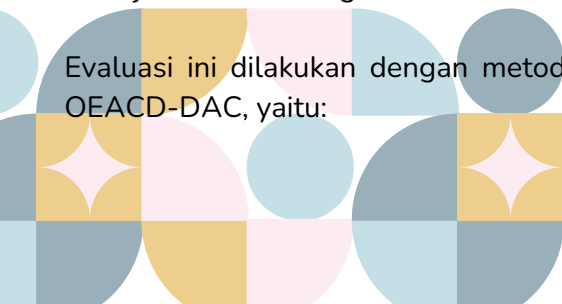 Evaluasi ini dilakukan dengan metod
OEACD-DAC, yaitu: